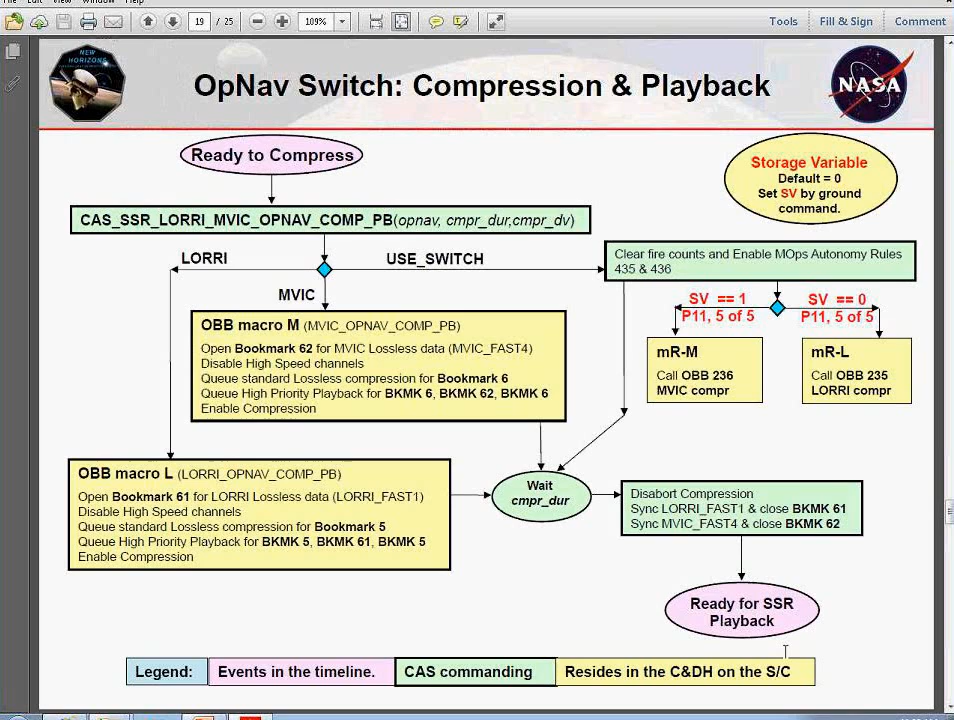 File Edit View Window Help
19 / 25
109%
Tools
Fill & Sign
Comment
NEW HORIZONS
OpNav Switch: Compression & Playback
NASA
Ready to Compress
Storage Variable
Default = 0
Set SV by ground
command.
CAS_SSR_LORRI_MVIC_OPNAV_COMP_PB(opnav, cmpr_dur,cmpr_dv)
LORRI
USE_SWITCH
MVIC
Clear fire counts and Enable MOps Autonomy Rules
435 & 436
SV == 1
P11, 5 of 5
SV == 0
P11, 5 of 5
OBB macro M (MVIC_OPNAV_COMP_PB)
Open Bookmark 62 for MVIC Lossless data (MVIC_FAST4)
Disable High Speed channels
Queue standard Lossless compression for Bookmark 6
Queue High Priority Playback for BKMK 6, BKMK 62, BKMK 6
Enable Compression
mR-M
Call OBB 236
MVIC compr
mR-L
Call OBB 235
LORRI compr
OBB macro L (LORRI_OPNAV_COMP_PB)
Open Bookmark 61 for LORRI Lossless data (LORRI_FAST1)
Disable High Speed channels
Queue standard Lossless compression for Bookmark 5
Queue High Priority Playback for BKMK 5, BKMK 61, BKMK 5
Enable Compression
Wait
cmpr_dur
Disabort Compression
Sync LORRI_FAST1 & close BKMK 61
Sync MVIC_FAST4 & close BKMK 62
Ready for SSR
Playback
Legend:
Events in the timeline.
CAS commanding
Resides in the C&DH on the S/C